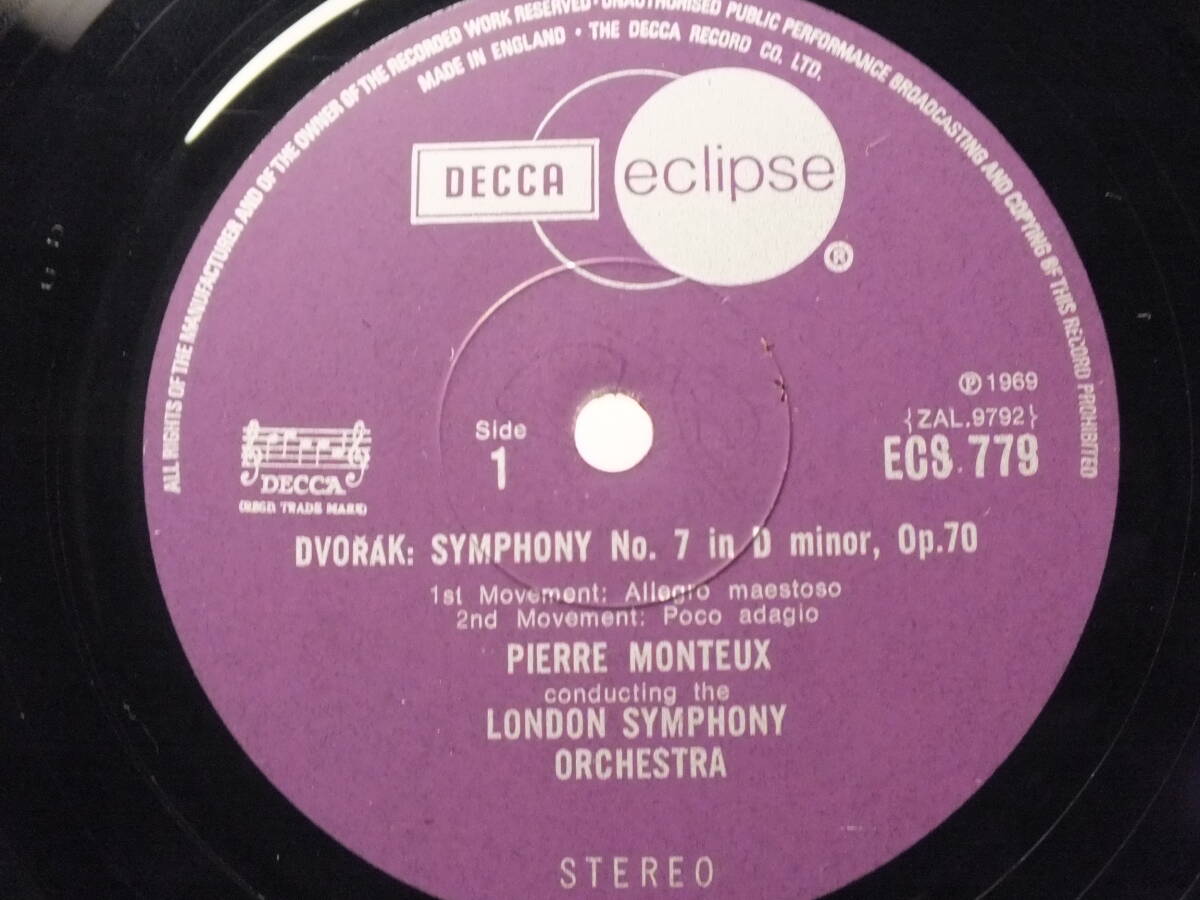 ALL RIGHTS OF THE MANUFACTURER AND OF THE OWNER OF THE RECORDED WORK RESERVED · UNAUTHORISED PUBLIC PERFORMANCE BROADCASTING AND COPYING OF THIS RECORD PROHIBITED
MADE IN ENGLAND · THE DECCA RECORD CO. LTD.
DECCA eclipse
®
℗ 1969
{ZAL.9792}
ECS 779
Side
1
DECCA
(REGD. TRADE MARK)
DVOŘÁK: SYMPHONY No. 7 in D minor, Op.70
1st Movement: Allegro maestoso
2nd Movement: Poco adagio
PIERRE MONTEUX
conducting the
LONDON SYMPHONY
ORCHESTRA
STEREO